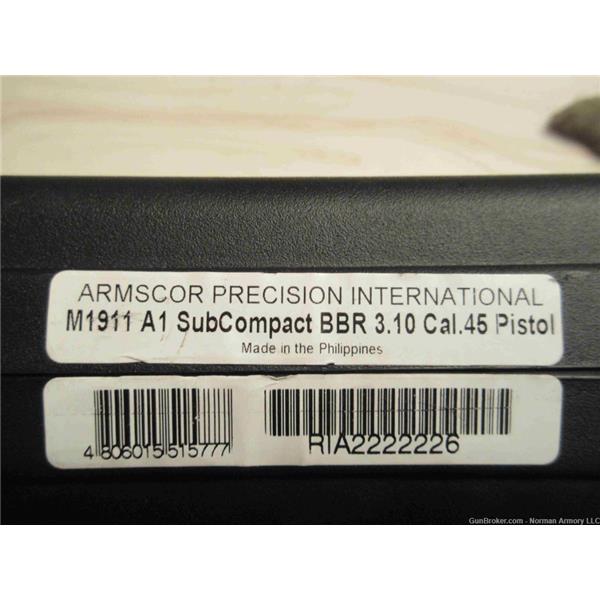 ARMSCOR PRECISION INTERNATIONAL
M1911 A1 SubCompact BBR 3.10 Cal.45 Pistol
Made in the Philippines
4 806015 515777
RIA2222226
GunBroker.com - Norman Armory LLC